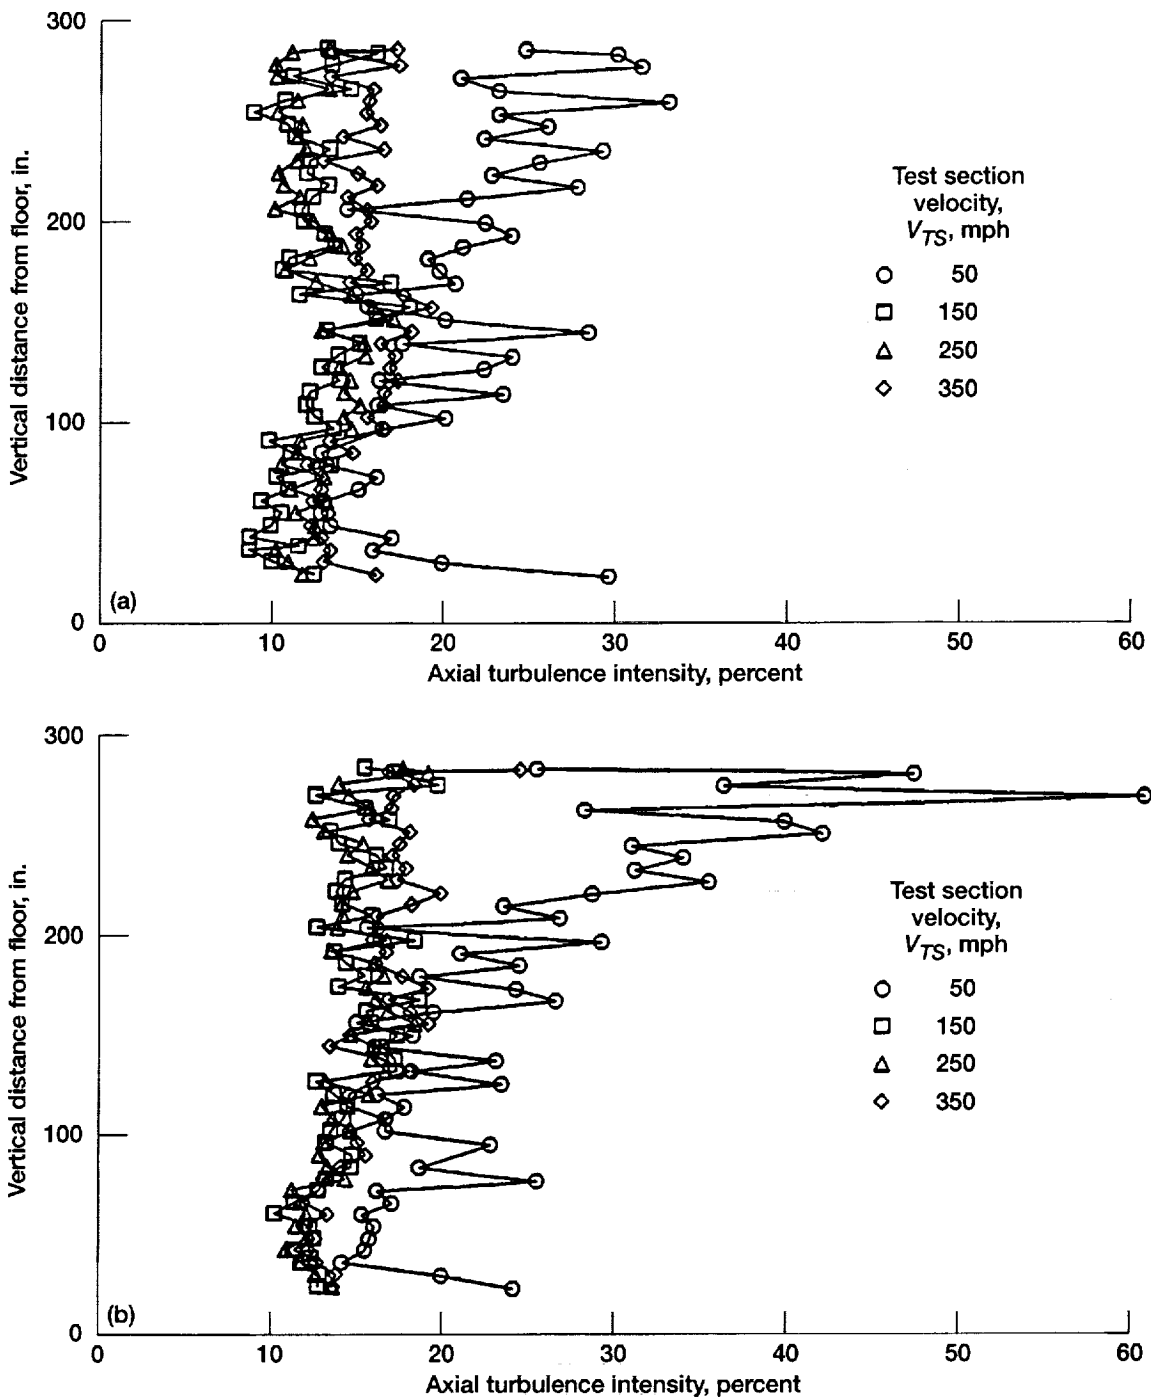 300
200
100
0
Vertical distance from floor, in.
(a)
0 10 20 30 40 50 60
Axial turbulence intensity, percent
Test section
velocity,
V_TS, mph
50
150
250
350
300
200
100
0
Vertical distance from floor, in.
(b)
0 10 20 30 40 50 60
Axial turbulence intensity, percent
Test section
velocity,
V_TS, mph
50
150
250
350